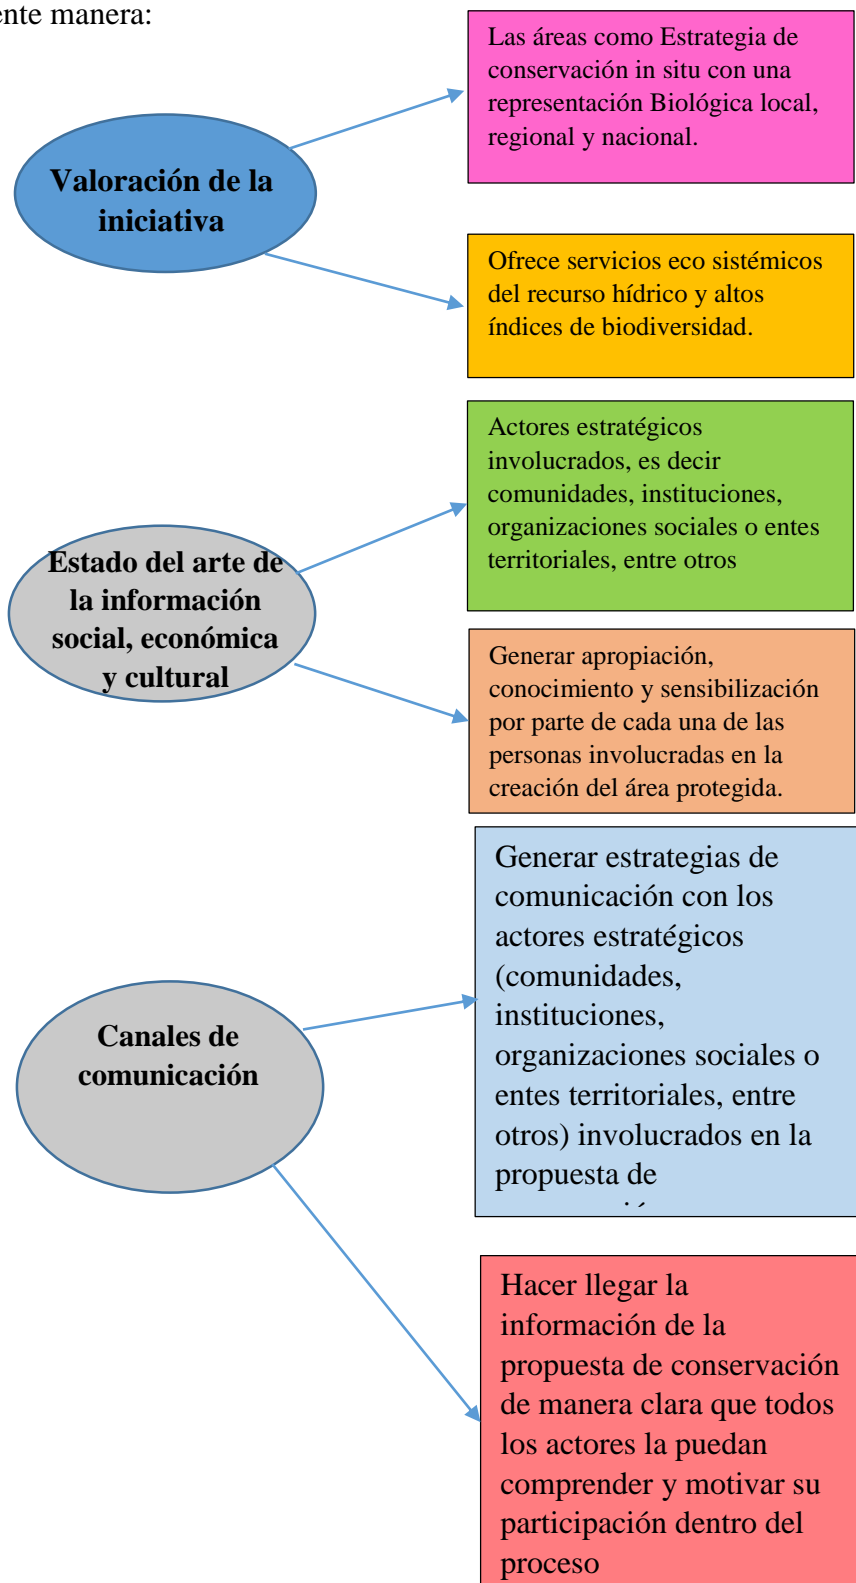 ente manera:
Las áreas como Estrategia de
conservación in situ con una
representación Biológica local,
regional y nacional.
Valoración de la
iniciativa
Ofrece servicios eco sistémicos
del recurso hídrico y altos
índices de biodiversidad.
Actores estratégicos
involucrados, es decir
comunidades, instituciones,
organizaciones sociales o entes
territoriales, entre otros
Estado del arte de
la información
social, económica
y cultural
Generar apropiación,
conocimiento y sensibilización
por parte de cada una de las
personas involucradas en la
creación del área protegida.
Generar estrategias de
comunicación con los
actores estratégicos
(comunidades,
instituciones,
organizaciones sociales o
entes territoriales, entre
otros) involucrados en la
propuesta de
Canales de
comunicación
Hacer llegar la
información de la
propuesta de conservación
de manera clara que todos
los actores la puedan
comprender y motivar su
participación dentro del
proceso